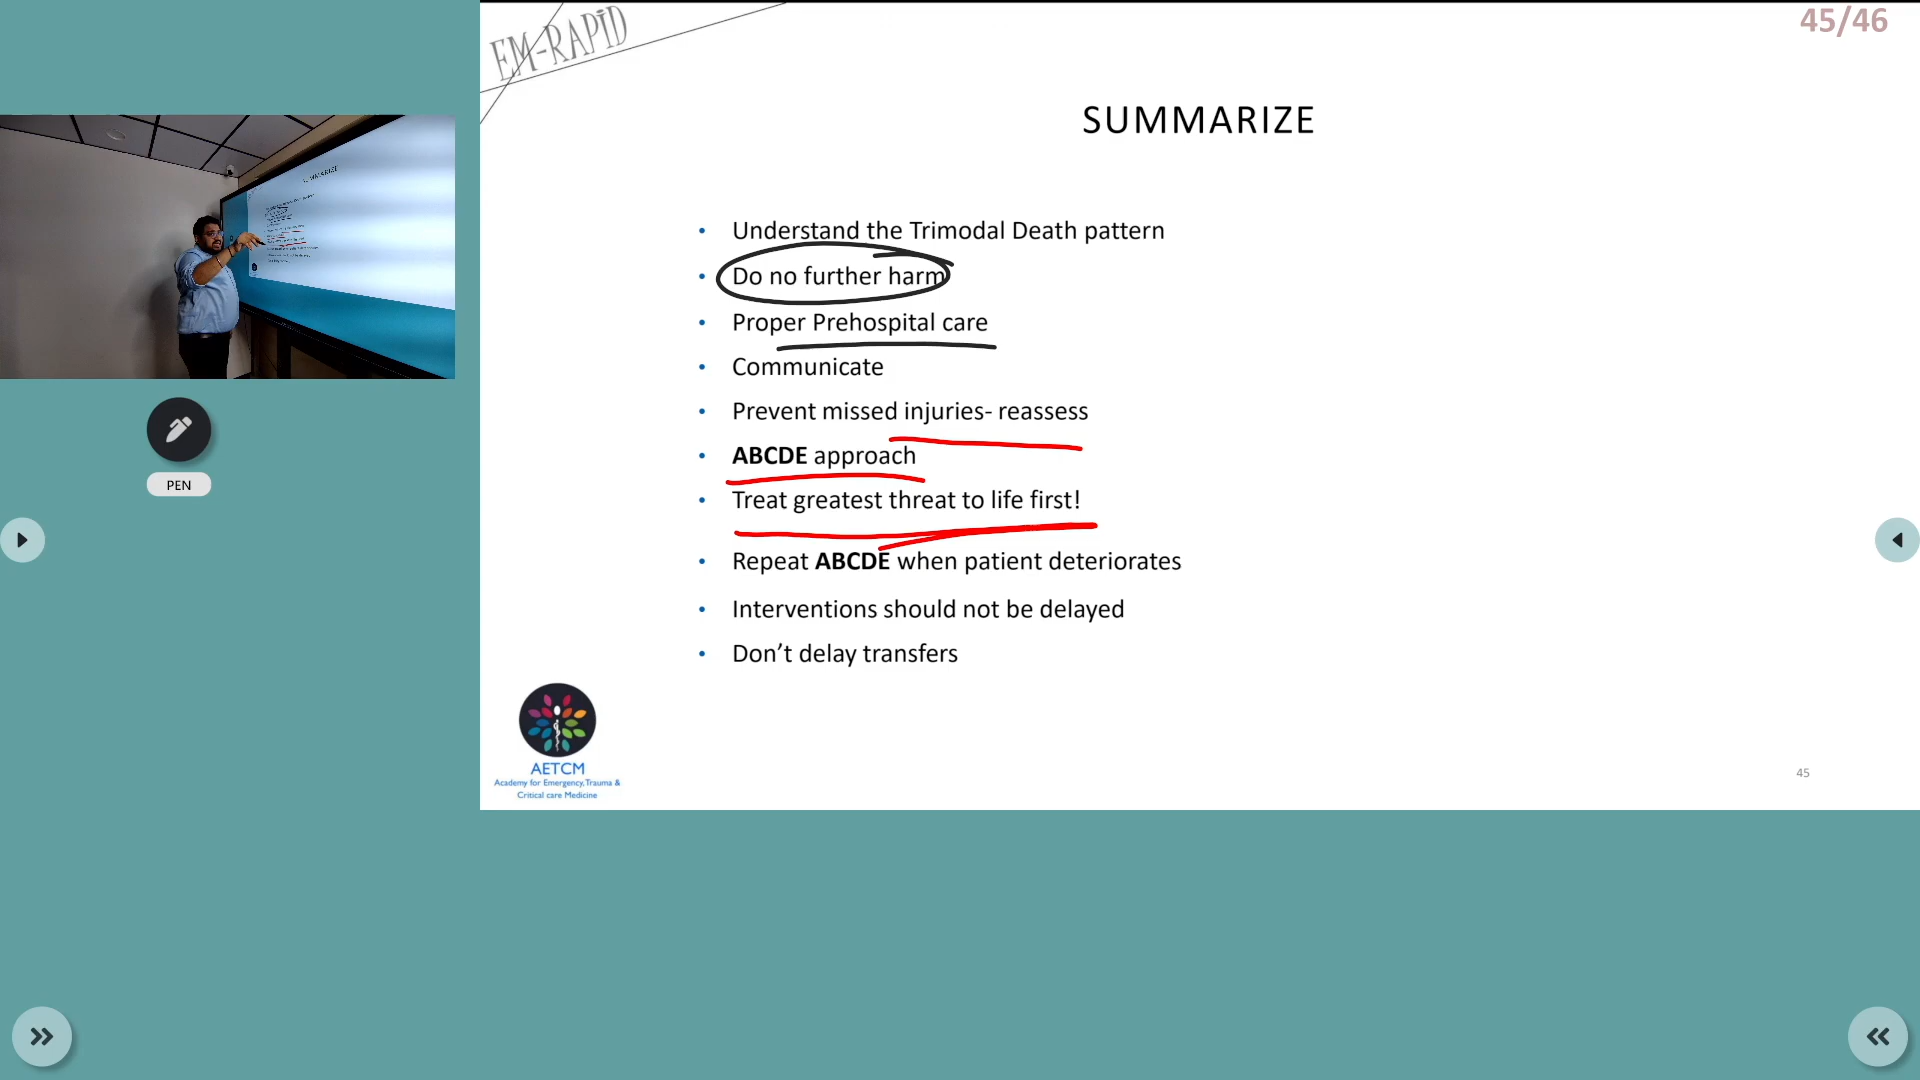 EM-RAPiD
45/46
SUMMARIZE
• Understand the Trimodal Death pattern
• Do no further harm
• Proper Prehospital care
• Communicate
• Prevent missed injuries- reassess
• ABCDE approach
• Treat greatest threat to life first!
• Repeat ABCDE when patient deteriorates
• Interventions should not be delayed
• Don’t delay transfers
PEN
AETCM
Academy for Emergency,Trauma &
Critical care Medicine
45